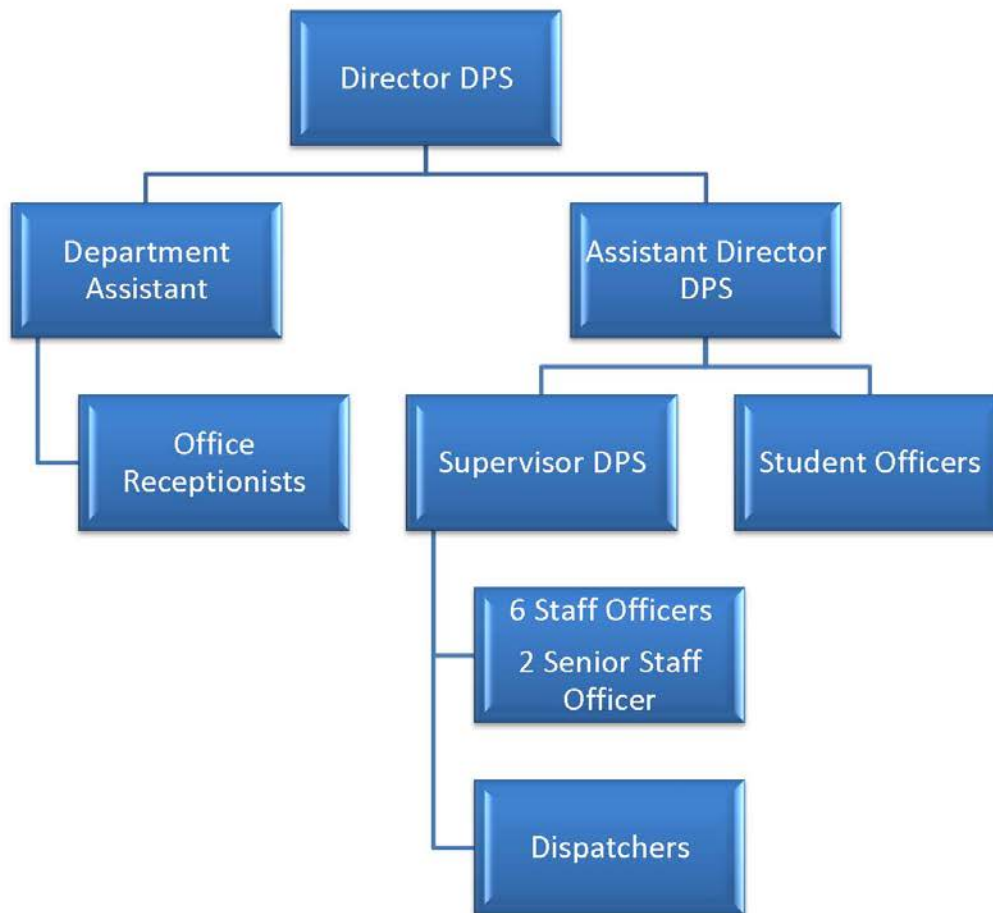 Director DPS
Department
Assistant
Assistant Director
DPS
Office
Receptionists
Supervisor DPS
Student Officers
6 Staff Officers
2 Senior Staff
Officer
Dispatchers